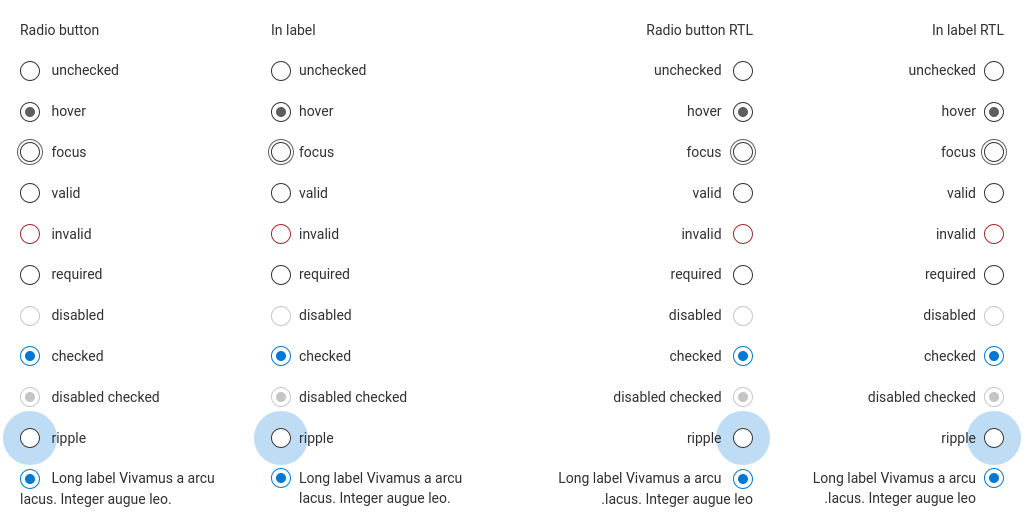 Radio button
unchecked
hover
focus
valid
invalid
required
disabled
checked
disabled checked
ripple
Long label Vivamus a arcu
lacus. Integer augue leo.
In label
unchecked
hover
focus
valid
invalid
required
disabled
checked
disabled checked
ripple
Long label Vivamus a arcu
lacus. Integer augue leo.
Radio button RTL
unchecked
hover
focus
valid
invalid
required
disabled
checked
disabled checked
ripple
Long label Vivamus a arcu
.lacus. Integer augue leo
In label RTL
unchecked
hover
focus
valid
invalid
required
disabled
checked
disabled checked
ripple
Long label Vivamus a arcu
.lacus. Integer augue leo